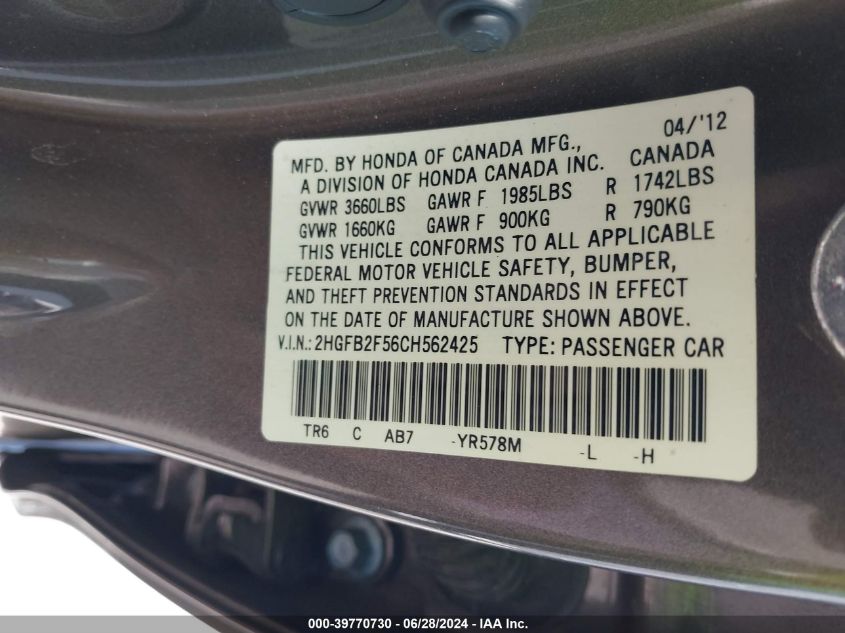 04/'12
MFD. BY HONDA OF CANADA MFG., CANADA
A DIVISION OF HONDA CANADA INC.
GVWR 3660LBS GAWR F 1985LBS R 1742LBS
GVWR 1660KG GAWR F 900KG R 790KG
THIS VEHICLE CONFORMS TO ALL APPLICABLE
FEDERAL MOTOR VEHICLE SAFETY, BUMPER,
AND THEFT PREVENTION STANDARDS IN EFFECT
ON THE DATE OF MANUFACTURE SHOWN ABOVE.
V.I.N.: 2HGFB2F56CH562425 TYPE: PASSENGER CAR
TR6 C AB7 -YR578M -L -H
000-39770730 - 06/28/2024 - IAA Inc.